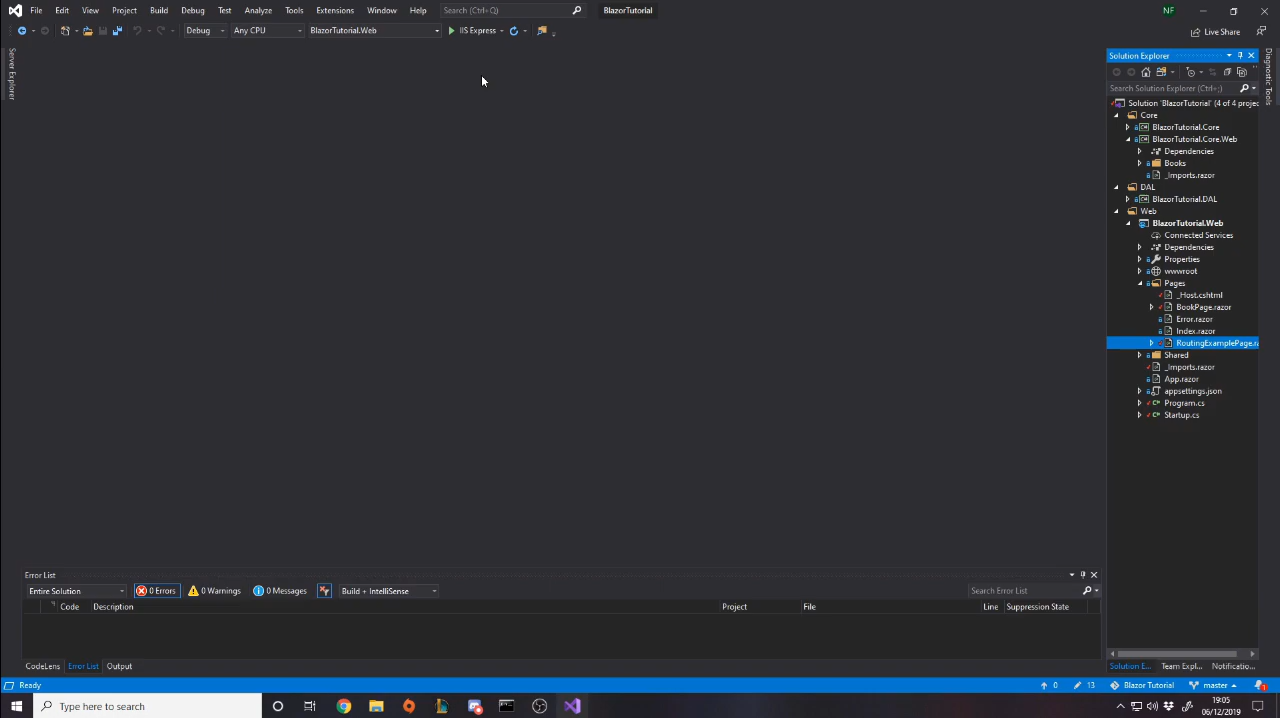 File Edit View Project Build Debug Test Analyze Tools Extensions Window Help Search (Ctrl+Q) BlazorTutorial NF
Debug Any CPU BlazorTutorial.Web IIS Express Live Share
Server Explorer
Solution Explorer
Diagnostic Tools
Search Solution Explorer (Ctrl+;)
Solution 'BlazorTutorial' (4 of 4 projec
Core
BlazorTutorial.Core
BlazorTutorial.Core.Web
Dependencies
Books
_Imports.razor
DAL
BlazorTutorial.DAL
Web
BlazorTutorial.Web
Connected Services
Dependencies
Properties
wwwroot
Pages
_Host.cshtml
BookPage.razor
Error.razor
Index.razor
RoutingExamplePage.ra
Shared
_Imports.razor
App.razor
appsettings.json
Program.cs
Startup.cs
Error List
Entire Solution 0 Errors 0 Warnings 0 Messages Build + IntelliSense Search Error List
Code Description Project File Line Suppression State
CodeLens Error List Output
Solution E... Team Expl... Notificatio...
Ready 0 13 Blazor Tutorial master 1
Type here to search
19:05
06/12/2019